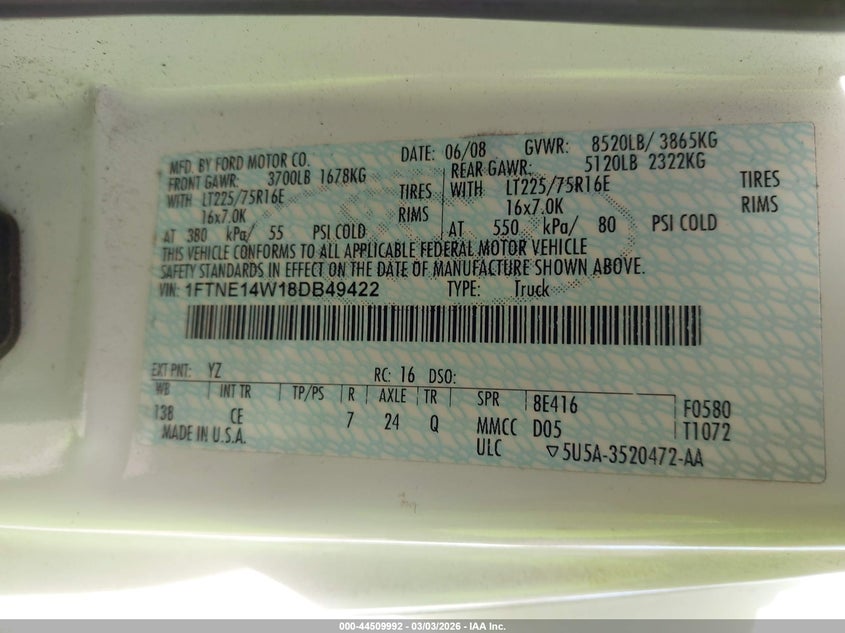 MFD. BY FORD MOTOR CO. DATE: 06/08 GVWR: 8520LB/ 3865KG
FRONT GAWR: 3700LB 1678KG REAR GAWR: 5120LB 2322KG
WITH LT225/75R16E TIRES WITH LT225/75R16E TIRES
16x7.0K RIMS 16x7.0K RIMS
AT 380 kPa/ 55 PSI COLD AT 550 kPa/ 80 PSI COLD
THIS VEHICLE CONFORMS TO ALL APPLICABLE FEDERAL MOTOR VEHICLE
SAFETY STANDARDS IN EFFECT ON THE DATE OF MANUFACTURE SHOWN ABOVE.
VIN: 1FTNE14W18DB49422 TYPE: Truck
EXT PNT: YZ RC: 16 DSO:
WB INT TR TP/PS R AXLE TR SPR 8E416 F0580
138 CE 7 24 Q MMCC D05 T1072
MADE IN U.S.A. ULC ▽5U5A-3520472-AA
000-44509992 - 03/03/2026 - IAA Inc.